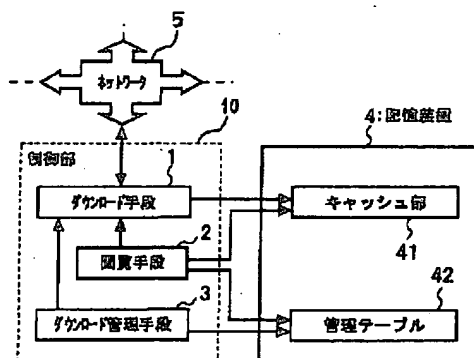 5
ネットワーク
10
4:記憶装置
制御部
1
ダウンロード手段
キャッシュ部
2
41
閲覧手段
42
3
ダウンロード管理手段
管理テーブル